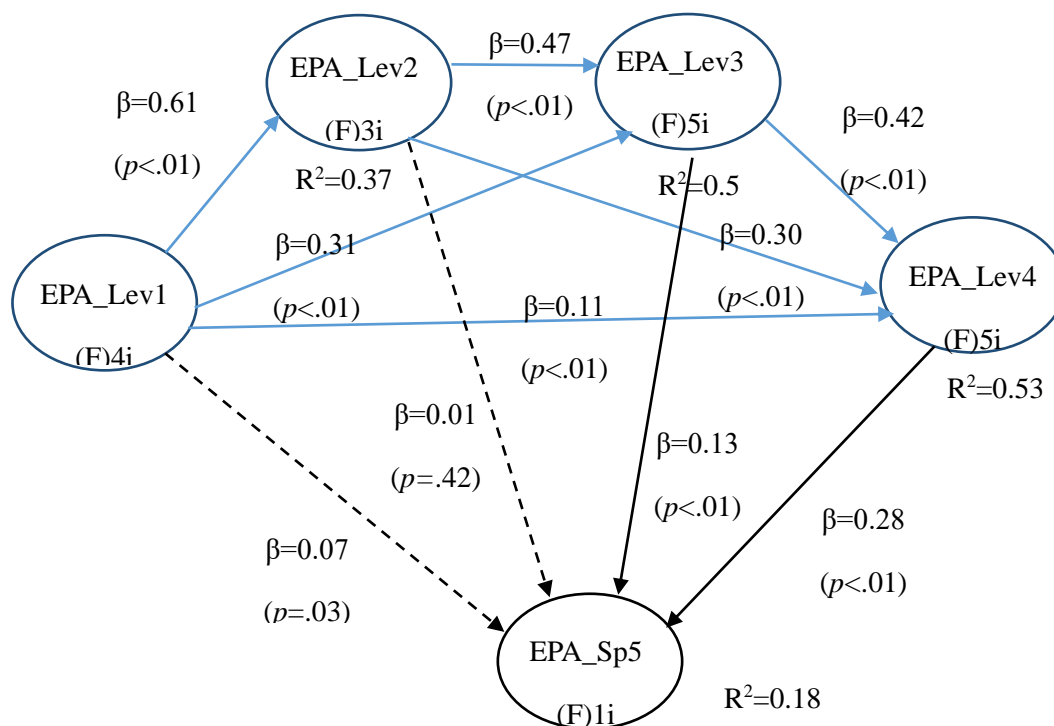 EPA_Lev2
(F)3i
R²=0.37
β=0.47
(p<.01)
EPA_Lev3
(F)5i
R²=0.5
β=0.61
(p<.01)
β=0.42
(p<.01)
β=0.31
(p<.01)
β=0.30
(p<.01)
EPA_Lev1
(F)4i
β=0.11
(p<.01)
EPA_Lev4
(F)5i
R²=0.53
β=0.01
(p=.42)
β=0.13
(p<.01)
β=0.28
(p<.01)
β=0.07
(p=.03)
EPA_Sp5
(F)1i
R²=0.18